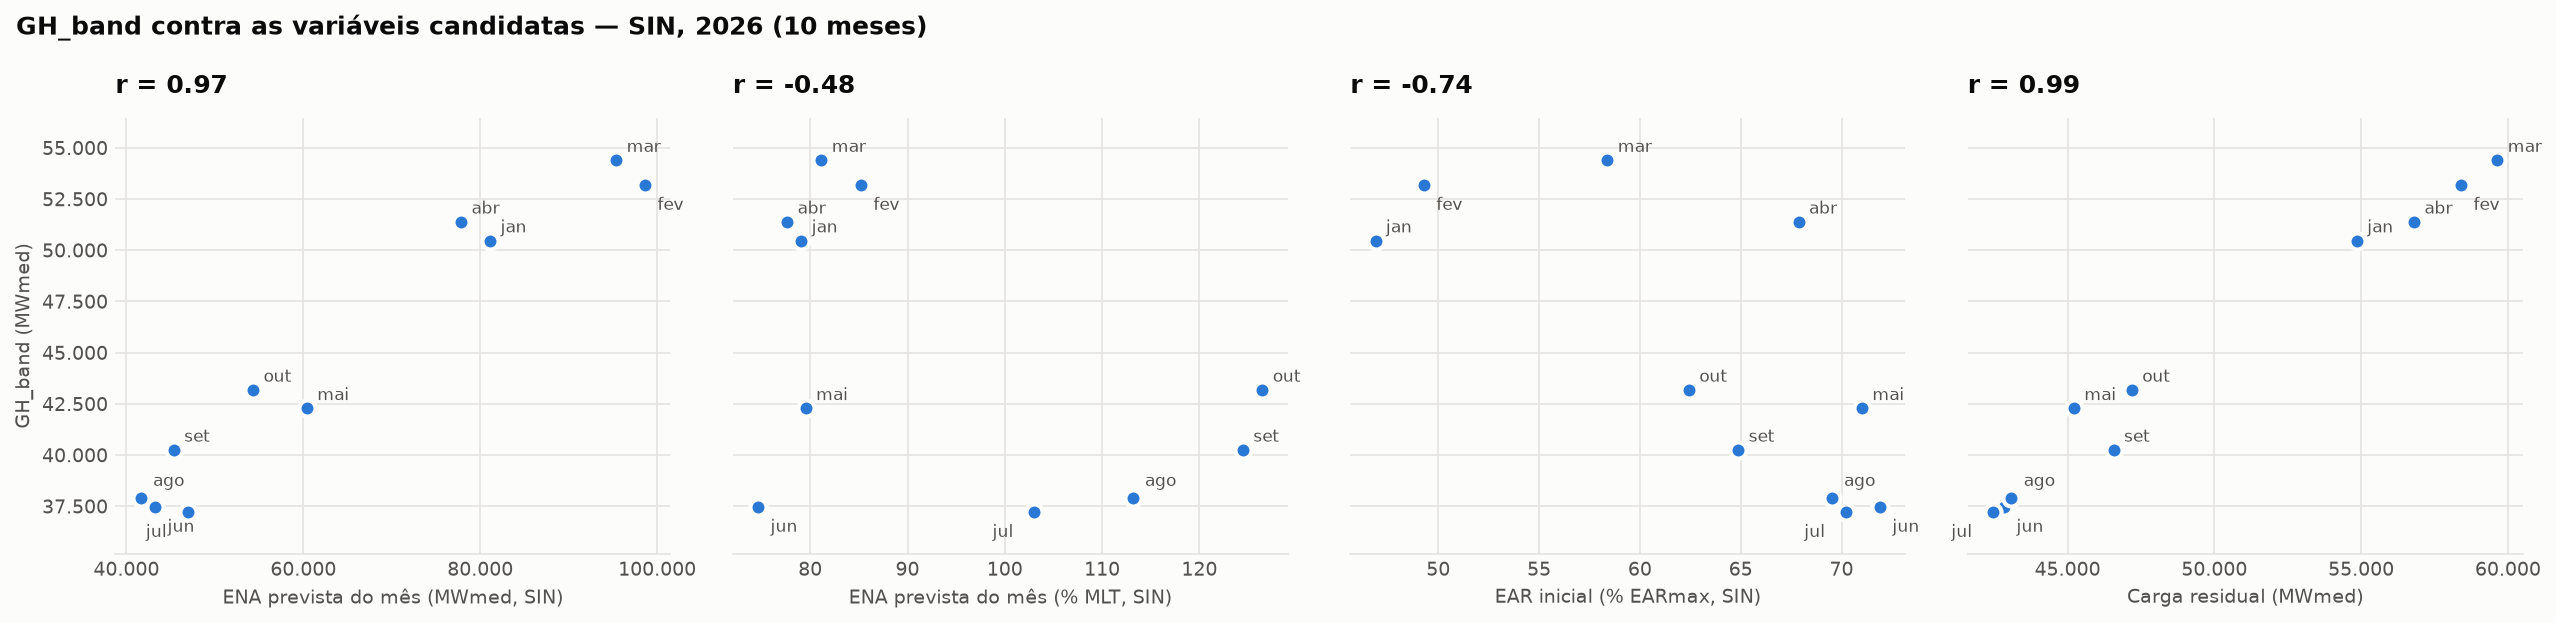 GH_band contra as variáveis candidatas — SIN, 2026 (10 meses)
r = 0.97
GH_band (MWmed)
55.000
52.500
50.000
47.500
45.000
42.500
40.000
37.500
mar
fev
abr
jan
out
mai
set
ago
jul
jun
40.000 60.000 80.000 100.000
ENA prevista do mês (MWmed, SIN)
r = -0.48
mar
fev
abr
jan
out
mai
set
ago
jun
jul
80 90 100 110 120
ENA prevista do mês (% MLT, SIN)
r = -0.74
mar
fev
abr
jan
out
mai
set
ago
jul
jun
50 55 60 65 70
EAR inicial (% EARmax, SIN)
r = 0.99
mar
fev
abr
jan
out
mai
set
ago
jul
jun
45.000 50.000 55.000 60.000
Carga residual (MWmed)